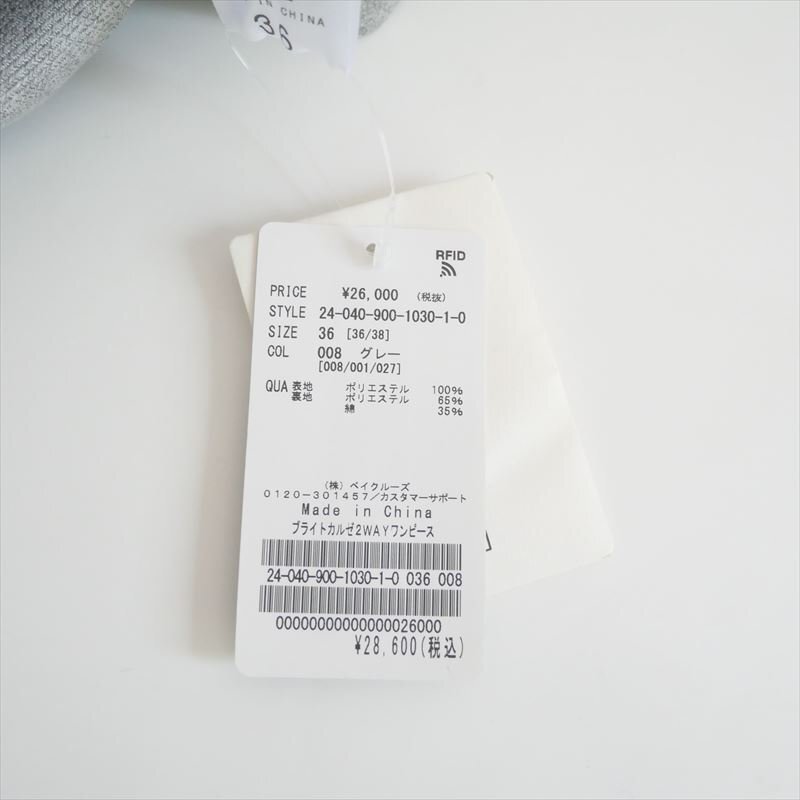 IN CHINA
36
RFID
PRICE ¥26,000 (税抜)
STYLE 24-040-900-1030-1-0
SIZE 36 [36/38]
COL 008 グレー
[008/001/027]
QUA 表地 ポリエステル 100%
裏地 ポリエステル 65%
綿 35%
(株)ベイクルーズ
0120-301457/カスタマーサポート
Made in China
ブライトカルゼ2WAYワンピース
24-040-900-1030-1-0 036 008
00000000000000026000
¥28,600(税込)